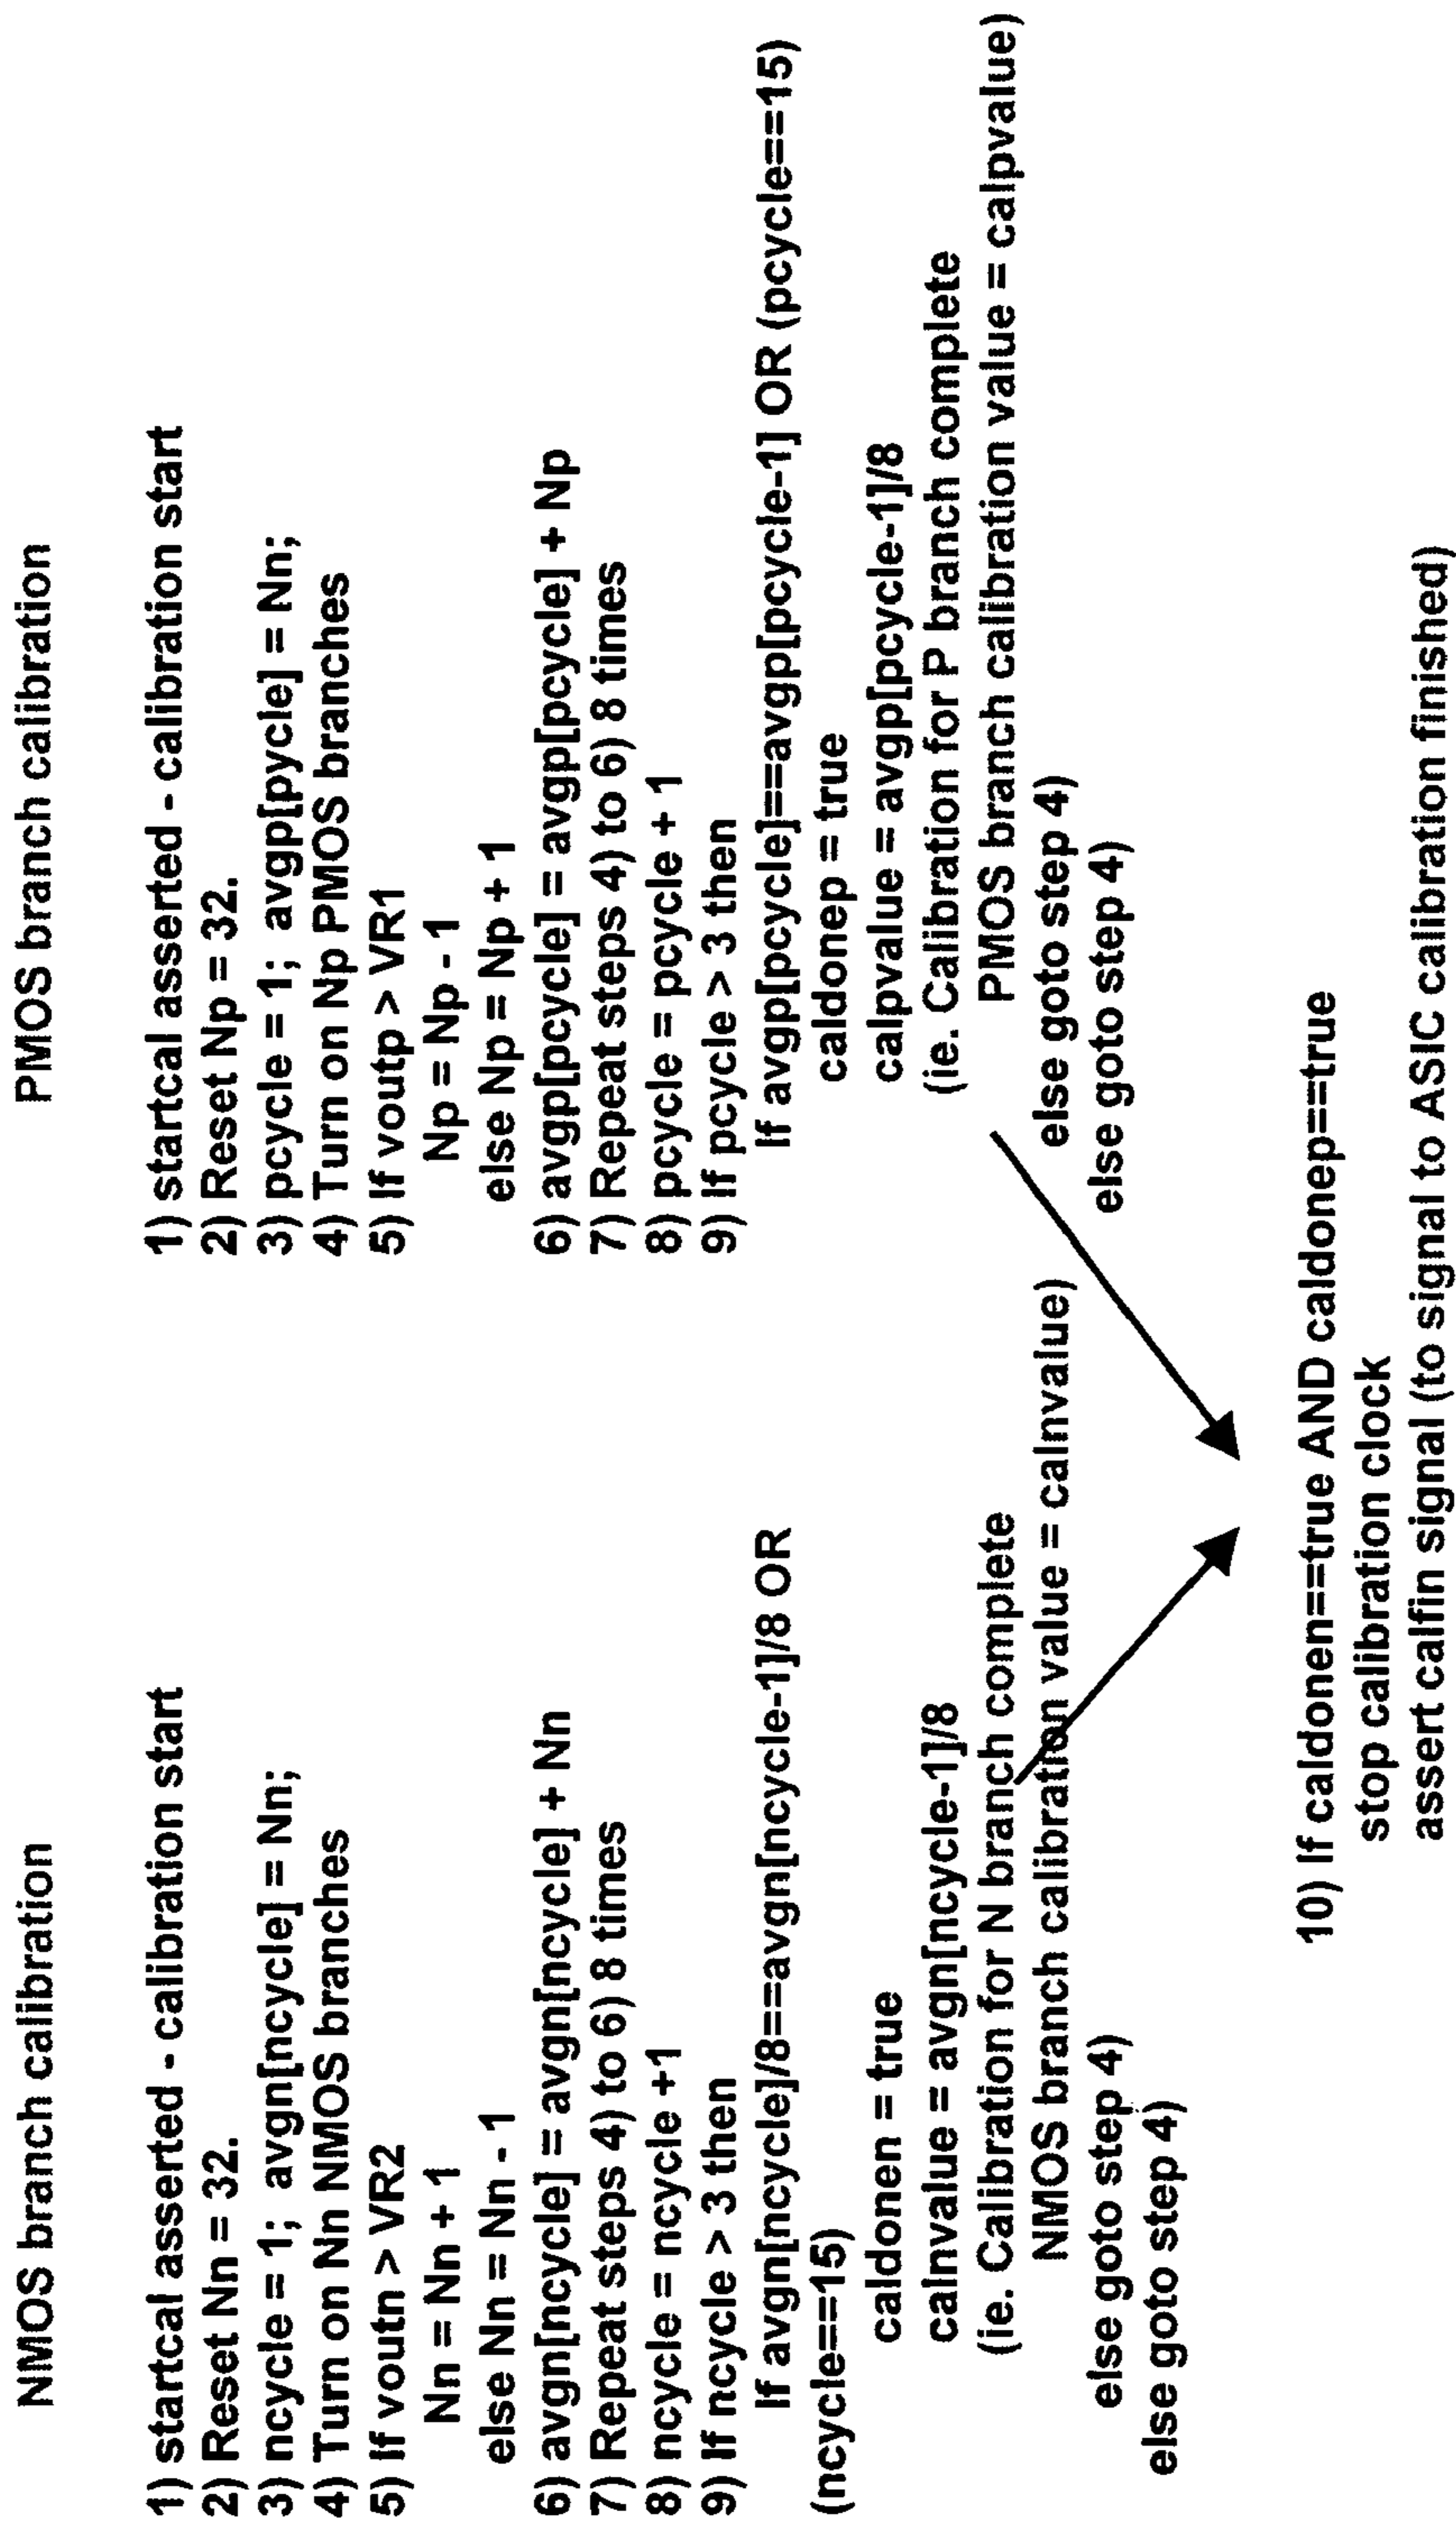 NMOS branch calibration
1) startcal asserted - calibration start
2) Reset Nn = 32.
3) ncycle = 1; avgn[ncycle] = Nn;
4) Turn on Nn NMOS branches
5) If voutn > VR2
Nn = Nn + 1
else Nn = Nn - 1
6) avgn[ncycle] = avgn[ncycle] + Nn
7) Repeat steps 4) to 6) 8 times
8) ncycle = ncycle +1
9) If ncycle > 3 then
If avgn[ncycle]/8==avgn[ncycle-1]/8 OR
(ncycle==15)
caldonen = true
calnvalue = avgn[ncycle-1]/8
(ie. Calibration for N branch complete
NMOS branch calibration value = calnvalue)
else goto step 4)
else goto step 4)
PMOS branch calibration
1) startcal asserted - calibration start
2) Reset Np = 32.
3) pcycle = 1; avgp[pycle] = Nn;
4) Turn on Np PMOS branches
5) If voutp > VR1
Np = Np - 1
else Np = Np + 1
6) avgp[pcycle] = avgp[pcycle] + Np
7) Repeat steps 4) to 6) 8 times
8) pcycle = pcycle + 1
9) If pcycle > 3 then
If avgp[pcycle]==avgp[pcycle-1] OR (pcycle==15)
caldonep = true
calpvalue = avgp[pcycle-1]/8
(ie. Calibration for P branch complete
PMOS branch calibration value = calpvalue)
else goto step 4)
else goto step 4)
10) If caldonen==true AND caldonep==true
stop calibration clock
assert calfin signal (to signal to ASIC calibration finished)